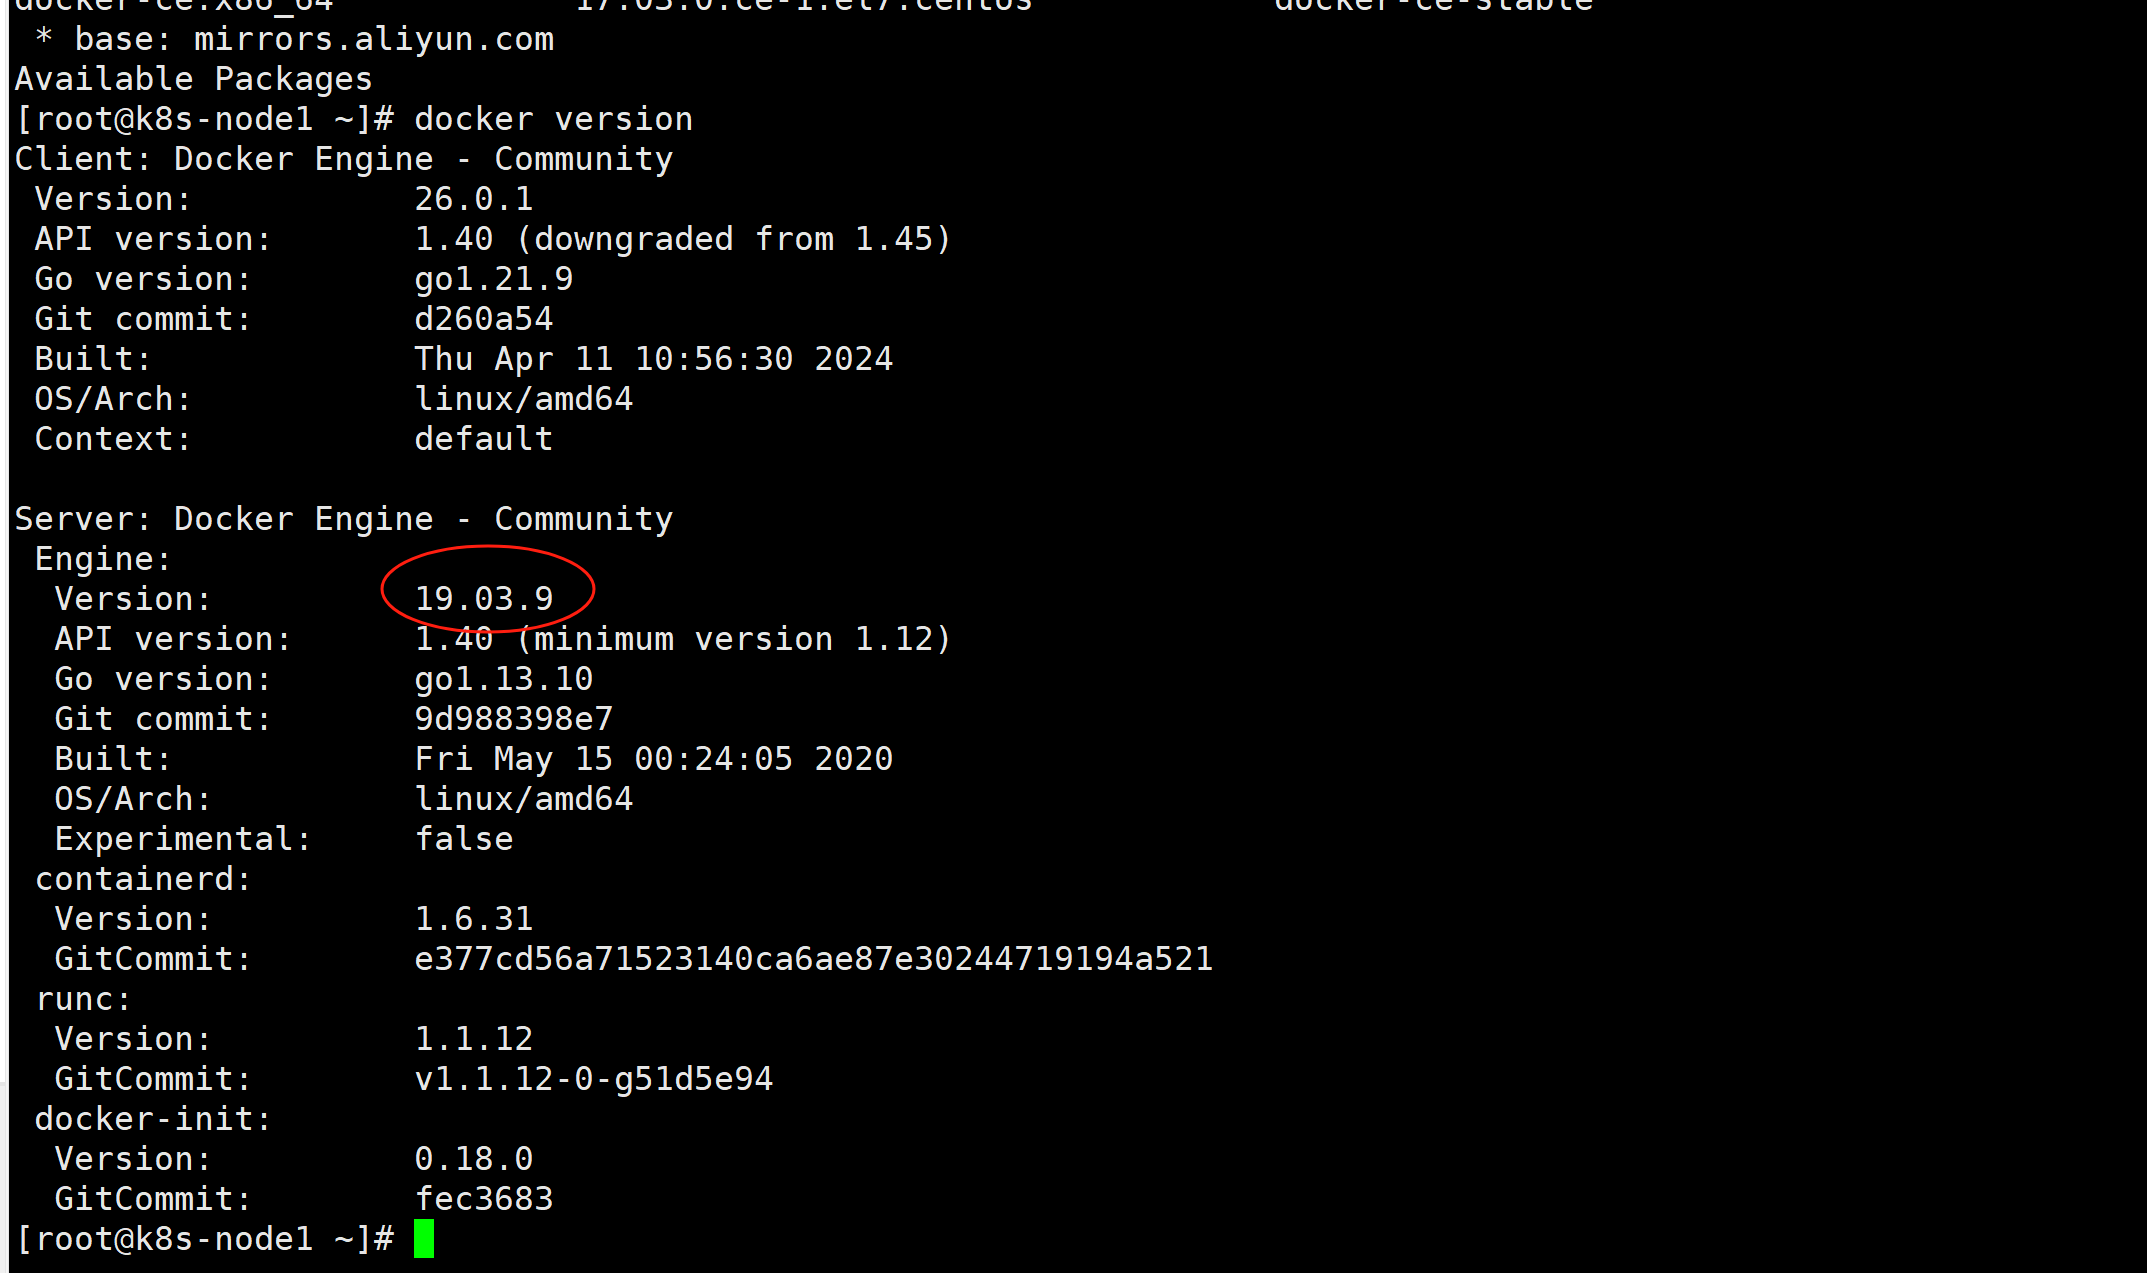 docker-ce.x86_64            17.03.0.ce-1.el7.centos            docker-ce-stable
 * base: mirrors.aliyun.com
Available Packages
[root@k8s-node1 ~]# docker version
Client: Docker Engine - Community
 Version:           26.0.1
 API version:       1.40 (downgraded from 1.45)
 Go version:        go1.21.9
 Git commit:        d260a54
 Built:             Thu Apr 11 10:56:30 2024
 OS/Arch:           linux/amd64
 Context:           default

Server: Docker Engine - Community
 Engine:
  Version:          19.03.9
  API version:      1.40 (minimum version 1.12)
  Go version:       go1.13.10
  Git commit:       9d988398e7
  Built:            Fri May 15 00:24:05 2020
  OS/Arch:          linux/amd64
  Experimental:     false
 containerd:
  Version:          1.6.31
  GitCommit:        e377cd56a71523140ca6ae87e30244719194a521
 runc:
  Version:          1.1.12
  GitCommit:        v1.1.12-0-g51d5e94
 docker-init:
  Version:          0.18.0
  GitCommit:        fec3683
[root@k8s-node1 ~]#